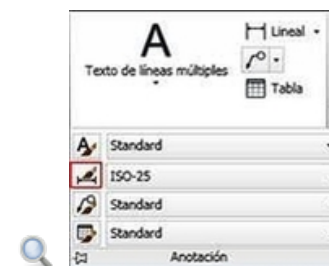 A
Lineal
Texto de líneas múltiples
Tabla
Standard
ISO-25
Standard
Standard
Anotación